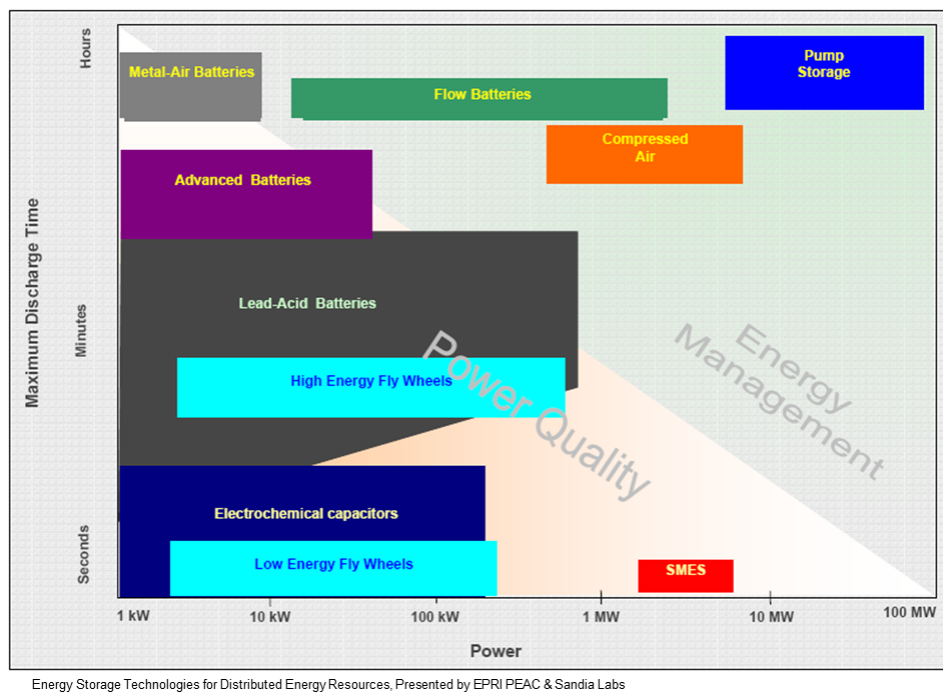 Hours
Metal-Air Batteries
Flow Batteries
Pump
Storage
Compressed
Air
Advanced Batteries
Maximum Discharge Time
Minutes
Lead-Acid Batteries
High Energy Fly Wheels
Power Quality
Energy
Management
Electrochemical capacitors
Seconds
Low Energy Fly Wheels
SMES
1 kW
10 kW
100 kW
1 MW
10 MW
100 MW
Power
Energy Storage Technologies for Distributed Energy Resources, Presented by EPRI PEAC & Sandia Labs